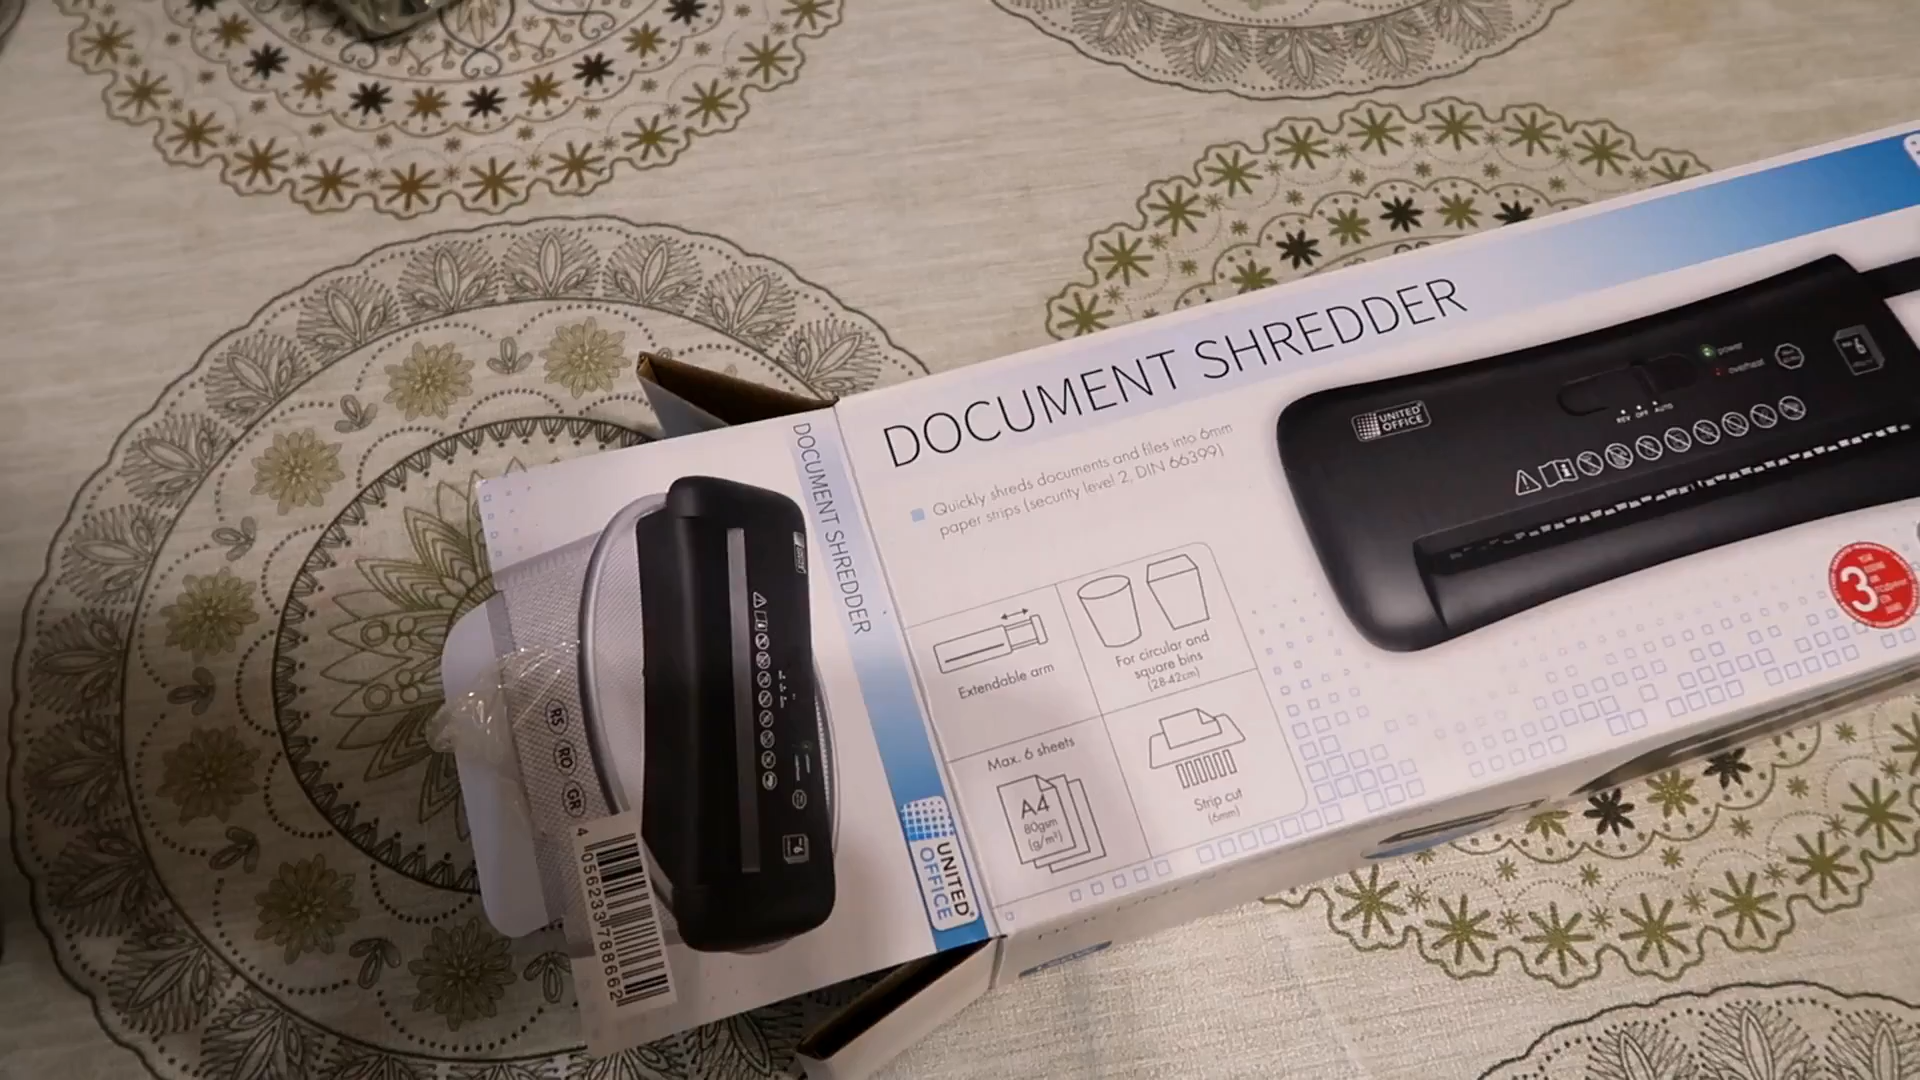 DOCUMENT SHREDDER
Quickly shreds documents and files into 6mm
paper strips (security level 2, DIN 66399)
Extendable arm
For circular and
square bins
(28-42cm)
Max. 6 sheets
A4
80gsm
(g/m²)
Strip cut
(6mm)
UNITED
OFFICE
REV OFF AUTO
power
overheat
6
3
DOCUMENT SHREDDER
UNITED
OFFICE
RS
RO
GR
4 056233 788662